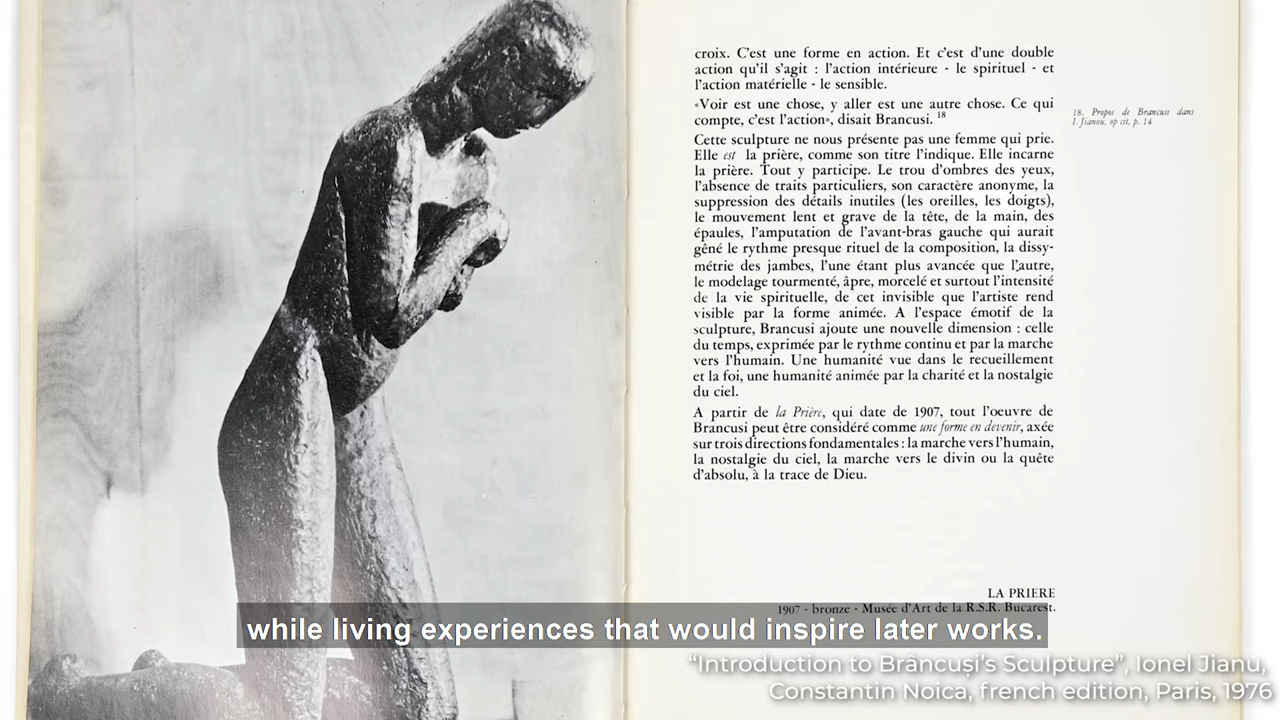 croix. C'est une forme en action. Et c'est d'une double
action qu'il s'agit : l'action intérieure - le spirituel - et
l'action matérielle - le sensible.
«Voir est une chose, y aller est une autre chose. Ce qui
compte, c'est l'action», disait Brancusi. 18
18. Propos de Brancusi dans
I. Jianou. op cit, p. 14
Cette sculpture ne nous présente pas une femme qui prie.
Elle est la prière, comme son titre l'indique. Elle incarne
la prière. Tout y participe. Le trou d'ombres des yeux,
l'absence de traits particuliers, son caractère anonyme, la
suppression des détails inutiles (les oreilles, les doigts),
le mouvement lent et grave de la tête, de la main, des
épaules, l'amputation de l'avant-bras gauche qui aurait
gêné le rythme presque rituel de la composition, la dissy-
métrie des jambes, l'une étant plus avancée que l'autre,
le modelage tourmenté, âpre, morcelé et surtout l'intensité
de la vie spirituelle, de cet invisible que l'artiste rend
visible par la forme animée. A l'espace émotif de la
sculpture, Brancusi ajoute une nouvelle dimension : celle
du temps, exprimée par le rythme continu et par la marche
vers l'humain. Une humanité vue dans le recueillement
et la foi, une humanité animée par la charité et la nostalgie
du ciel.
A partir de la Prière, qui date de 1907, tout l'oeuvre de
Brancusi peut être considéré comme une forme en devenir, axée
sur trois directions fondamentales : la marche vers l'humain,
la nostalgie du ciel, la marche vers le divin ou la quête
d'absolu, à la trace de Dieu.
LA PRIERE
1907 - bronze - Musée d'Art de la R.S.R. Bucarest.
while living experiences that would inspire later works.
“Introduction to Brâncuși's Sculpture”, Ionel Jianu,
Constantin Noica, french edition, Paris, 1976